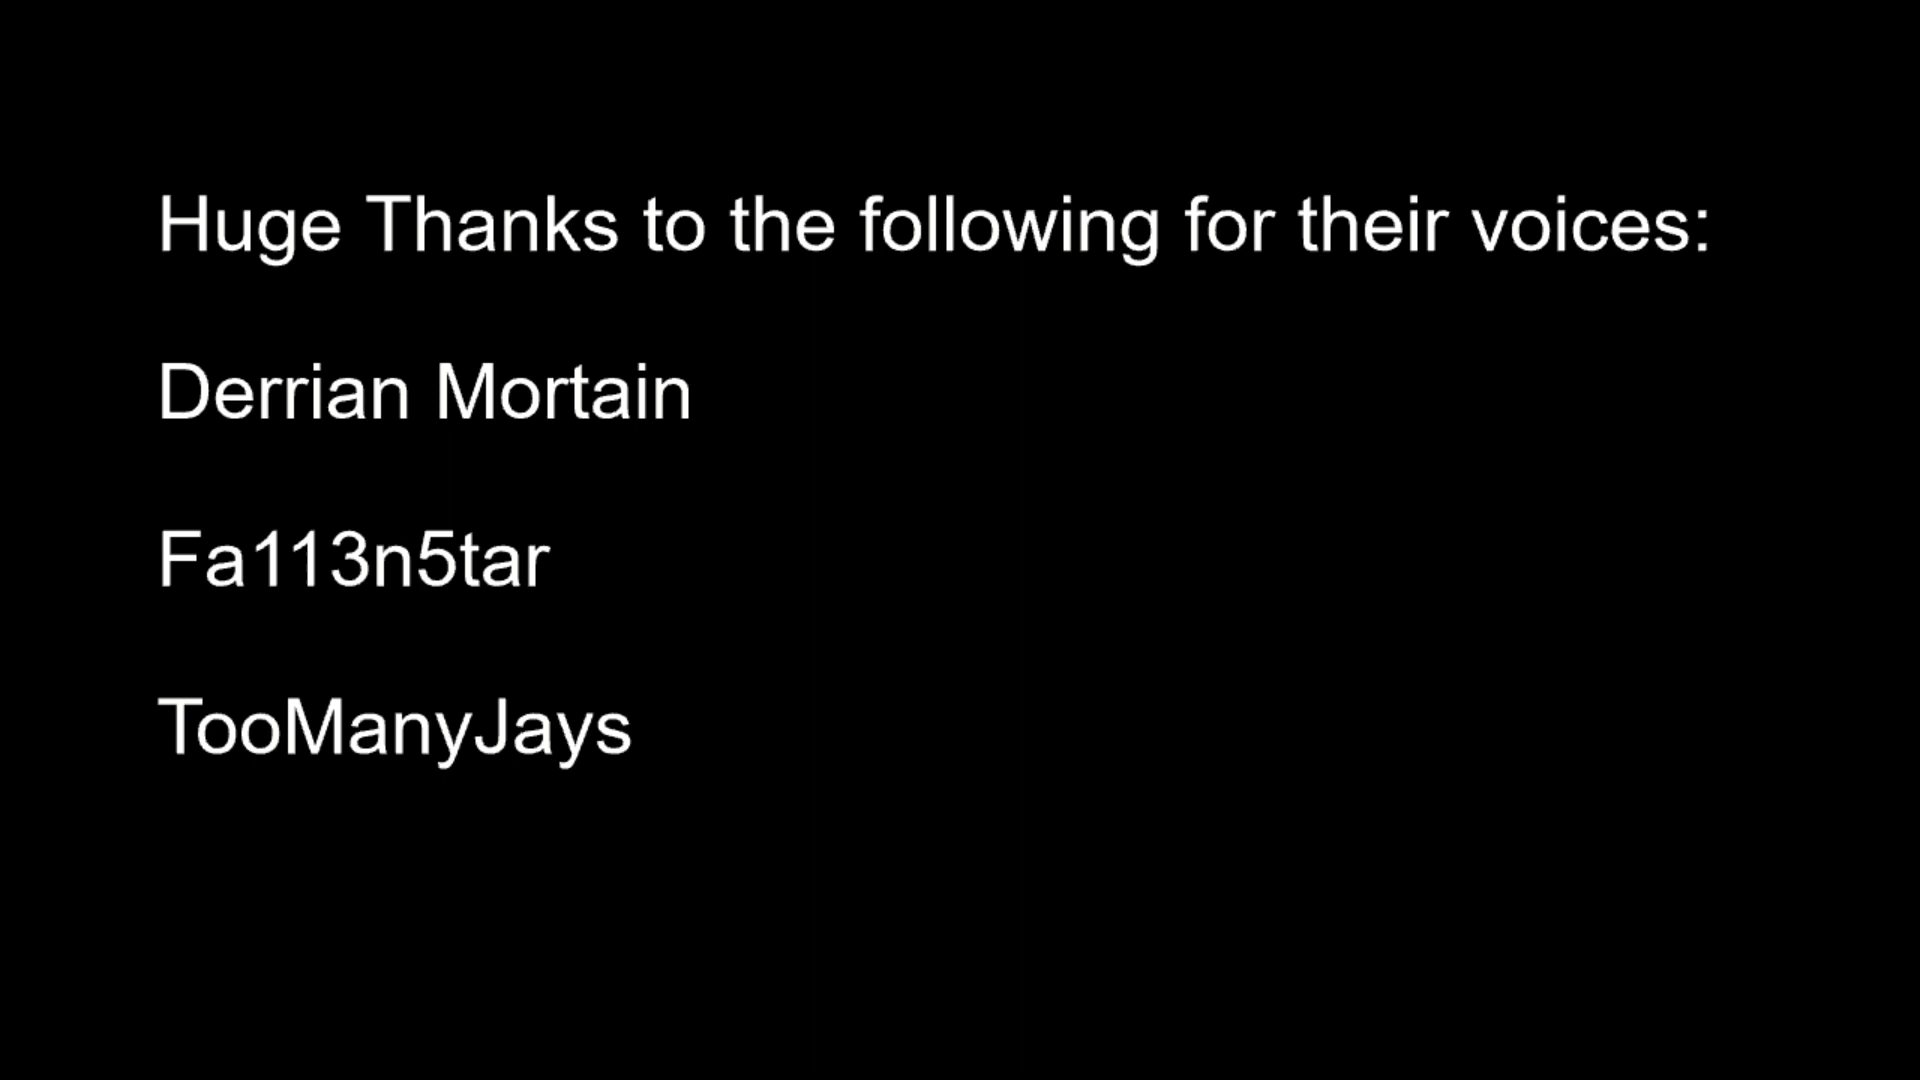 Huge Thanks to the following for their voices:
Derrian Mortain
Fa113n5tar
TooManyJays